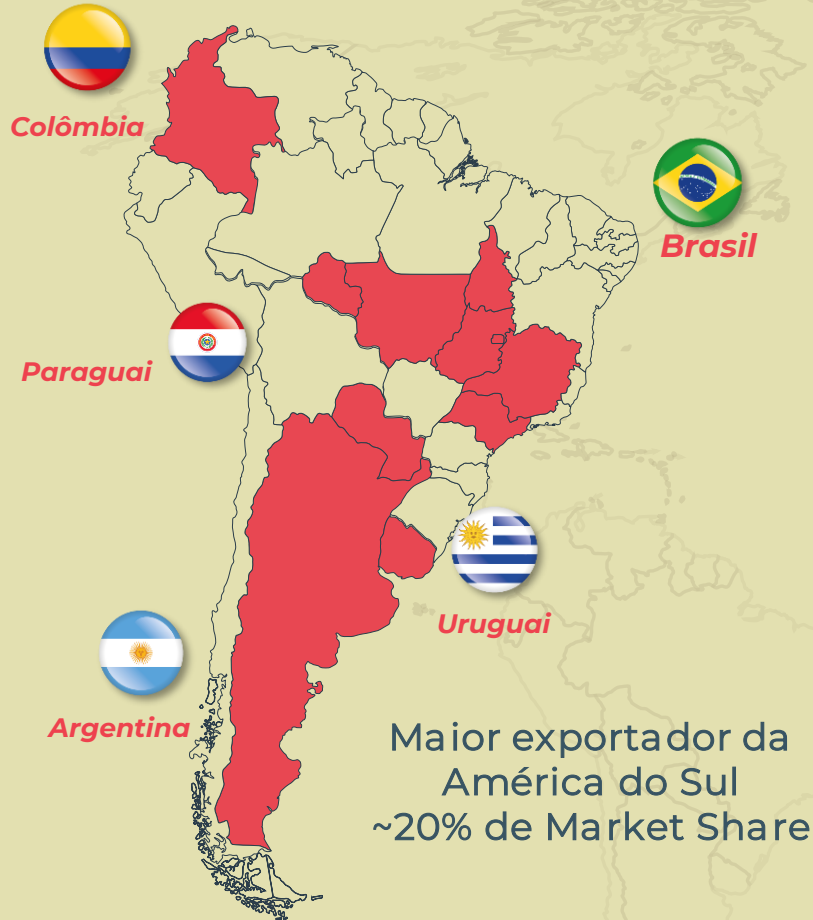 Colômbia
Brasil
Paraguai
Uruguai
Argentina
Maior exportador da
América do Sul
~20% de Market Share